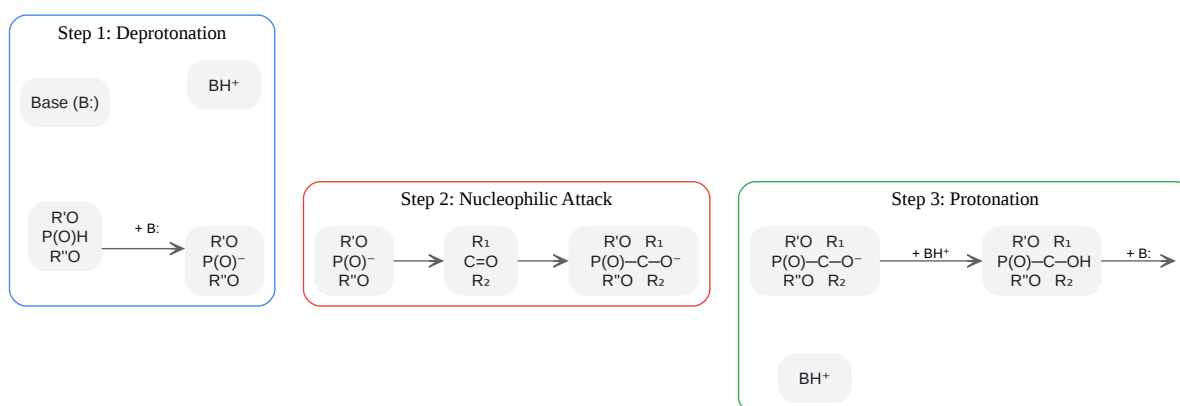 Step 1: Deprotonation
BH⁺
Base (B:)
R'O
P(O)H
R"O
+ B:
R'O
P(O)⁻
R"O
Step 2: Nucleophilic Attack
R'O
P(O)⁻
R"O
R₁
C=O
R₂
R'O R₁
P(O)—C—O⁻
R"O R₂
Step 3: Protonation
R'O R₁
P(O)—C—O⁻
R"O R₂
+ BH⁺
R'O R₁
P(O)—C—OH
R"O R₂
+ B:
BH⁺